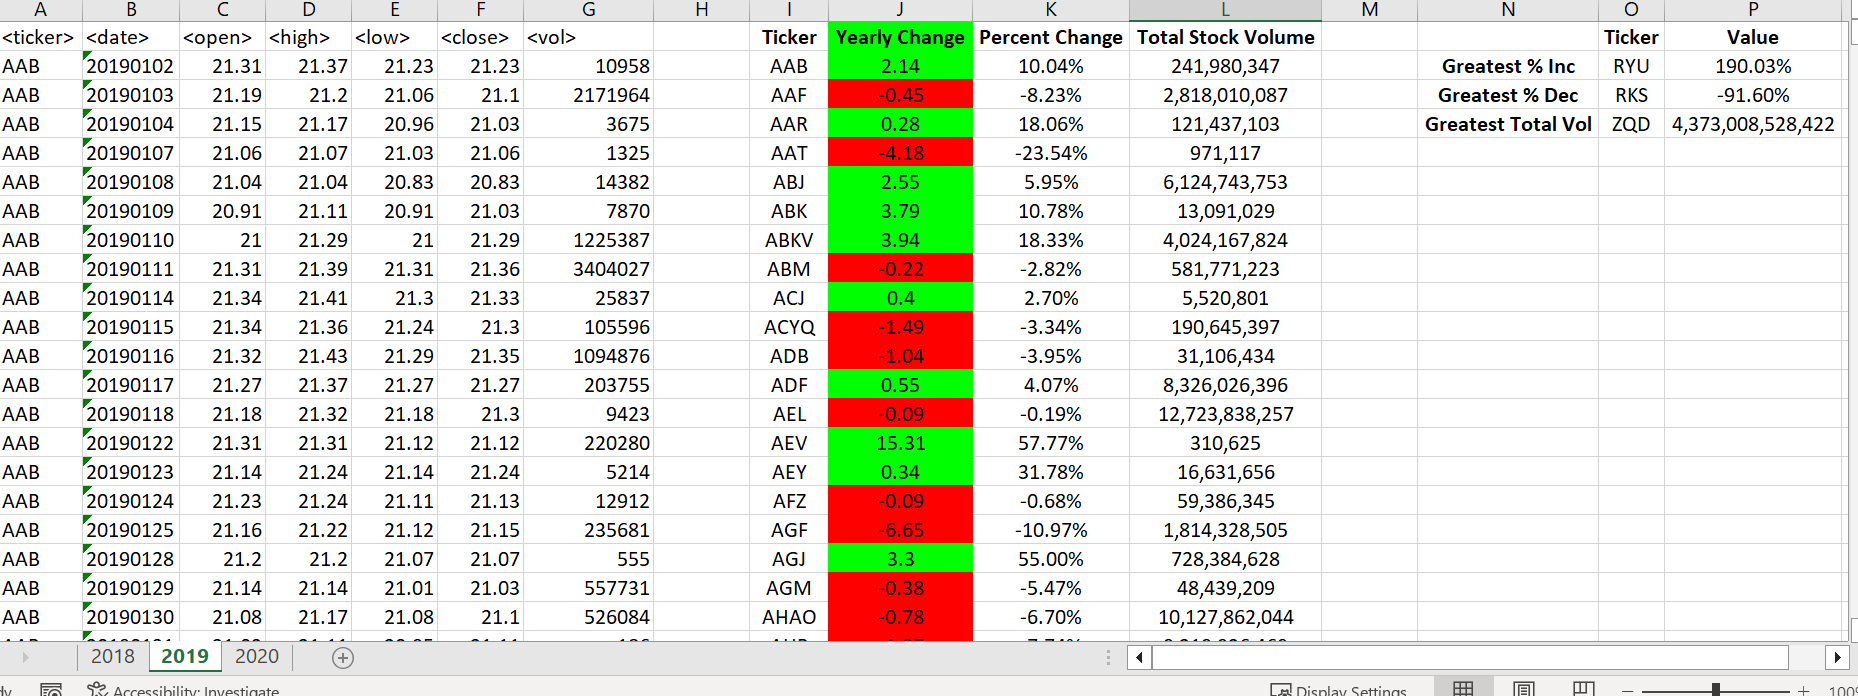 A B C D E F G H I J K L M N O P
<ticker> <date> <open> <high> <low> <close> <vol> Ticker Yearly Change Percent Change Total Stock Volume Ticker Value
AAB 20190102 21.31 21.37 21.23 21.23 10958 AAB 2.14 10.04% 241,980,347 Greatest % Inc RYU 190.03%
AAB 20190103 21.19 21.2 21.06 21.1 2171964 AAF -0.45 -8.23% 2,818,010,087 Greatest % Dec RKS -91.60%
AAB 20190104 21.15 21.17 20.96 21.03 3675 AAR 0.28 18.06% 121,437,103 Greatest Total Vol ZQD 4,373,008,528,422
AAB 20190107 21.06 21.07 21.03 21.06 1325 AAT -4.18 -23.54% 971,117
AAB 20190108 21.04 21.04 20.83 20.83 14382 ABJ 2.55 5.95% 6,124,743,753
AAB 20190109 20.91 21.11 20.91 21.03 7870 ABK 3.79 10.78% 13,091,029
AAB 20190110 21 21.29 21 21.29 1225387 ABKV 3.94 18.33% 4,024,167,824
AAB 20190111 21.31 21.39 21.31 21.36 3404027 ABM -0.22 -2.82% 581,771,223
AAB 20190114 21.34 21.41 21.3 21.33 25837 ACJ 0.4 2.70% 5,520,801
AAB 20190115 21.34 21.36 21.24 21.3 105596 ACYQ -1.49 -3.34% 190,645,397
AAB 20190116 21.32 21.43 21.29 21.35 1094876 ADB -1.04 -3.95% 31,106,434
AAB 20190117 21.27 21.37 21.27 21.27 203755 ADF 0.55 4.07% 8,326,026,396
AAB 20190118 21.18 21.32 21.18 21.3 9423 AEL -0.09 -0.19% 12,723,838,257
AAB 20190122 21.31 21.31 21.12 21.12 220280 AEV 15.31 57.77% 310,625
AAB 20190123 21.14 21.24 21.14 21.24 5214 AEY 0.34 31.78% 16,631,656
AAB 20190124 21.23 21.24 21.11 21.13 12912 AFZ -0.09 -0.68% 59,386,345
AAB 20190125 21.16 21.22 21.12 21.15 235681 AGF -6.65 -10.97% 1,814,328,505
AAB 20190128 21.2 21.2 21.07 21.07 555 AGJ 3.3 55.00% 728,384,628
AAB 20190129 21.14 21.14 21.01 21.03 557731 AGM -0.38 -5.47% 48,439,209
AAB 20190130 21.08 21.17 21.08 21.1 526084 AHAO -0.78 -6.70% 10,127,862,044
2018 2019 2020
Accessibility: Investigate Display Settings